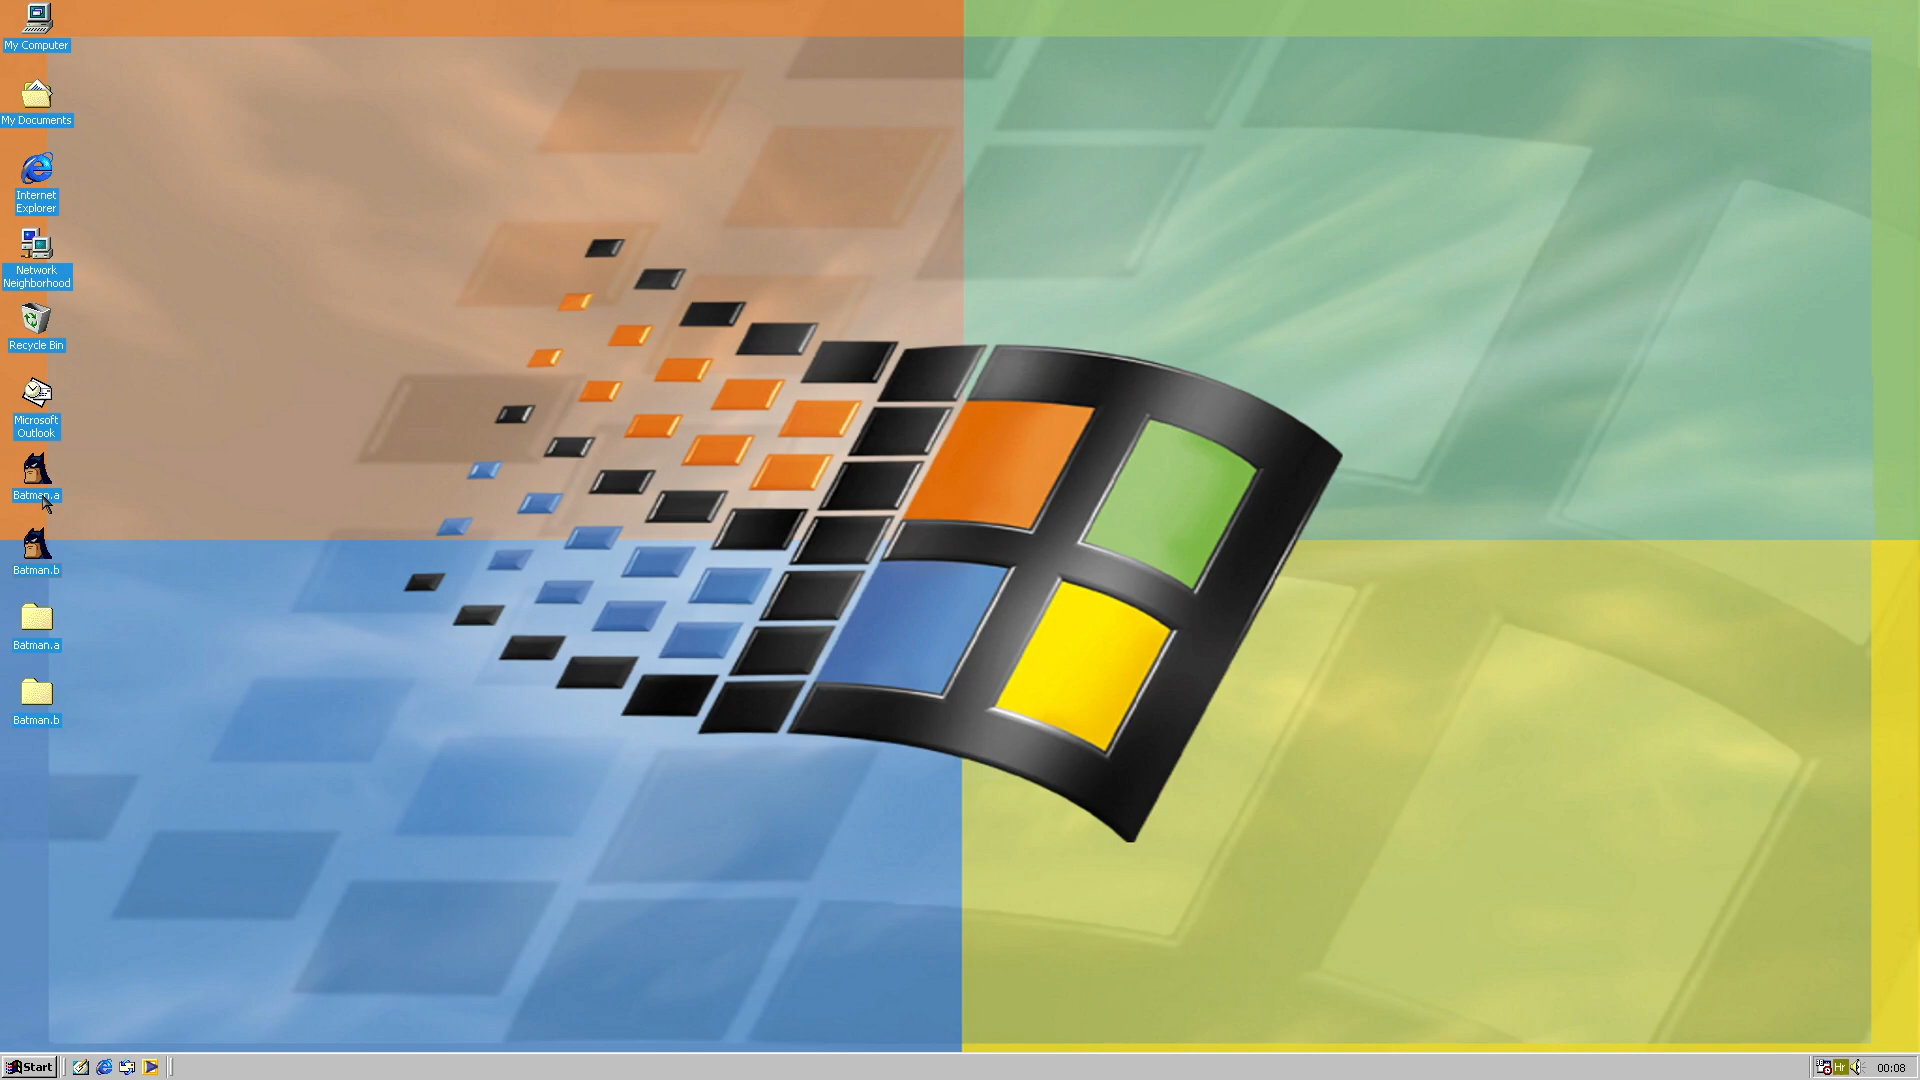 My Computer
My Documents
Internet
Explorer
Network
Neighborhood
Recycle Bin
Microsoft
Outlook
Batman.a
Batman.b
Batman.a
Batman.b
Start
Hr
00:08